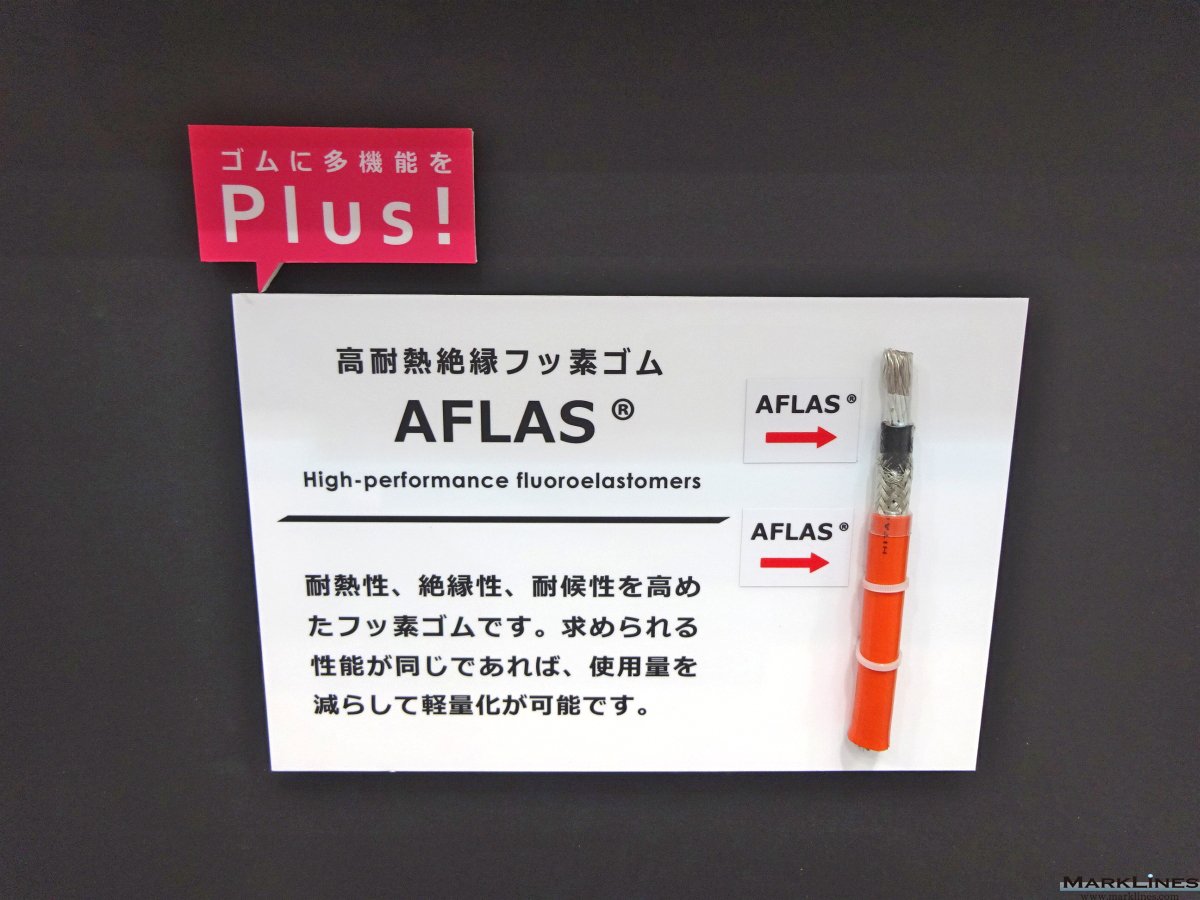 ゴムに多機能を
Plus!
高耐熱絶縁フッ素ゴム
AFLAS®
High-performance fluoroelastomers
耐熱性、絶縁性、耐候性を高め
たフッ素ゴムです。求められる
性能が同じであれば、使用量を
減らして軽量化が可能です。
AFLAS®
AFLAS®
MARKLINES
www.marklines.com